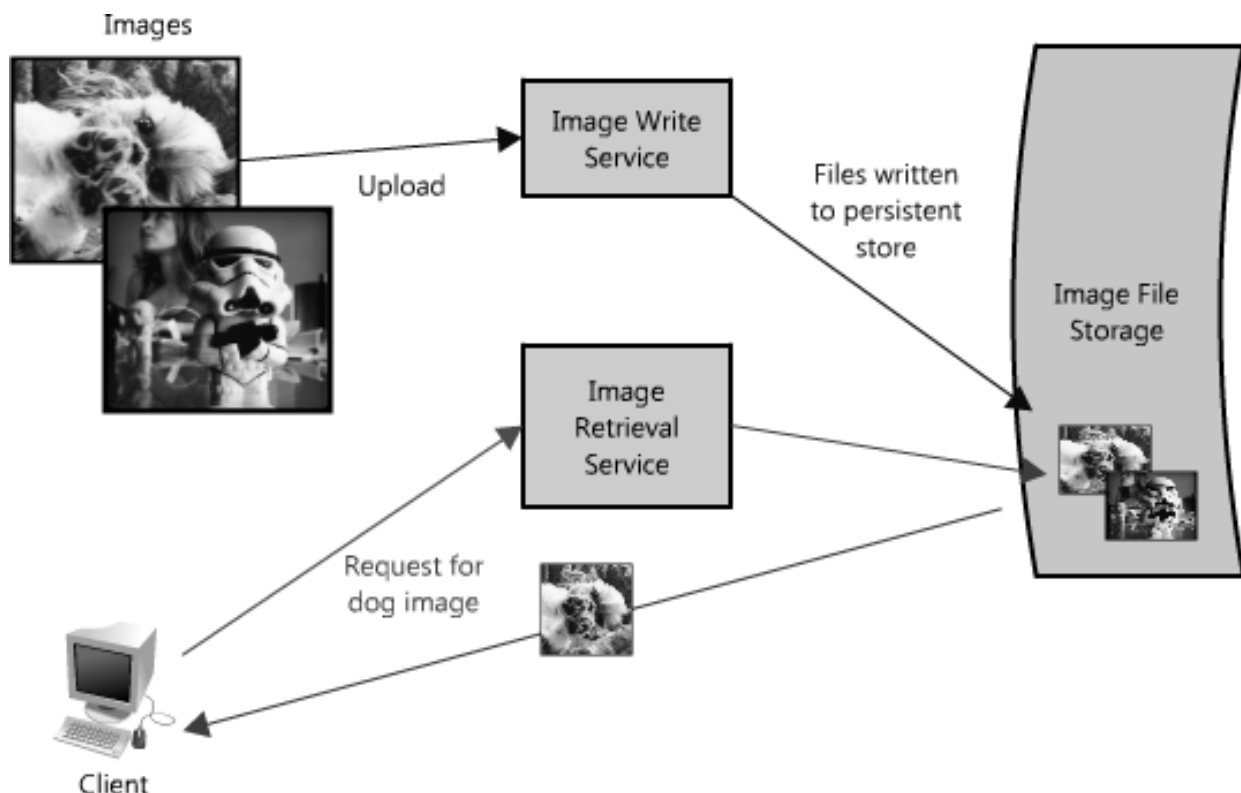 Images
Upload
Image Write
Service
Files written
to persistent
store
Image File
Storage
Image
Retrieval
Service
Request for
dog image
Client